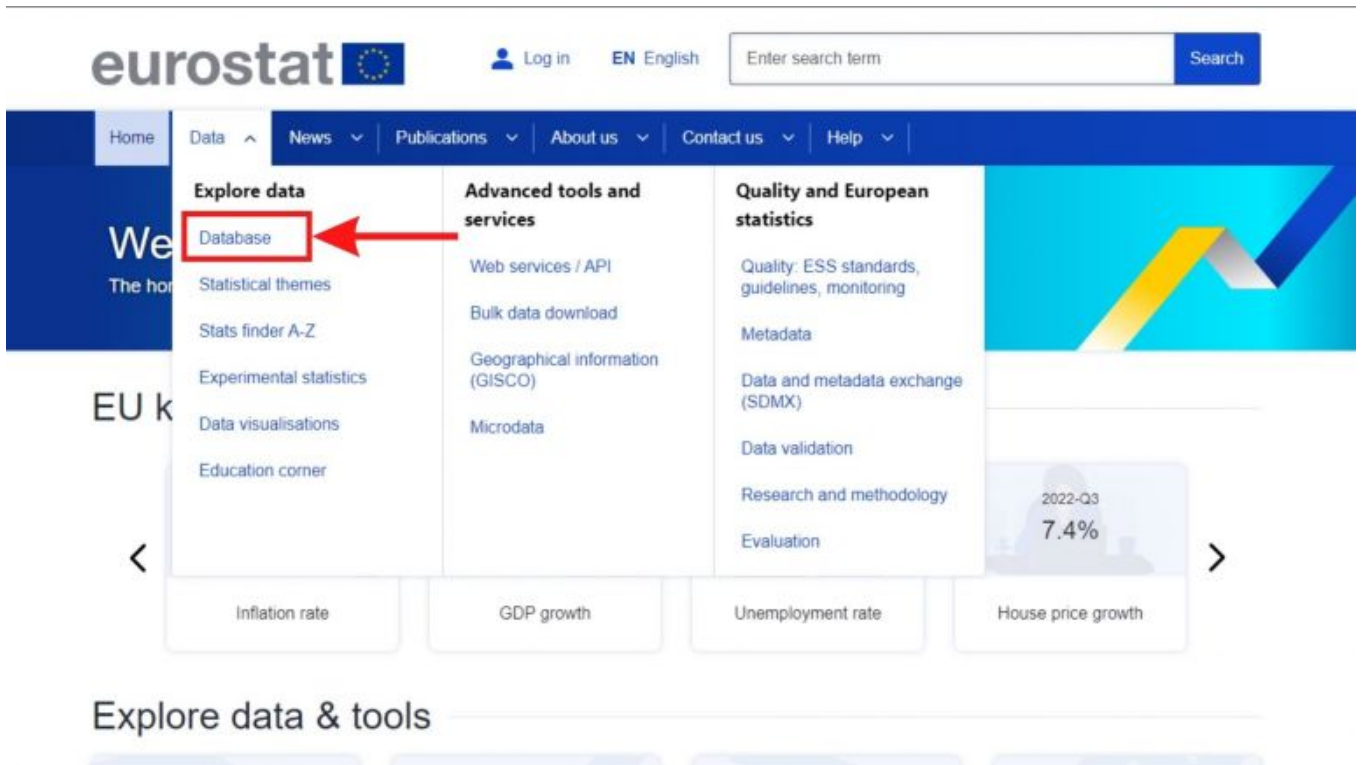 eurostat
Log in
EN English
Enter search term
Search
Home
Data
News
Publications
About us
Contact us
Help
Explore data
Database
Statistical themes
Stats finder A-Z
Experimental statistics
Data visualisations
Education corner
Advanced tools and
services
Web services / API
Bulk data download
Geographical information
(GISCO)
Microdata
Quality and European
statistics
Quality: ESS standards,
guidelines, monitoring
Metadata
Data and metadata exchange
(SDMX)
Data validation
Research and methodology
Evaluation
We
The hor
EU k
2022-Q3
7.4%
Inflation rate
GDP growth
Unemployment rate
House price growth
Explore data & tools